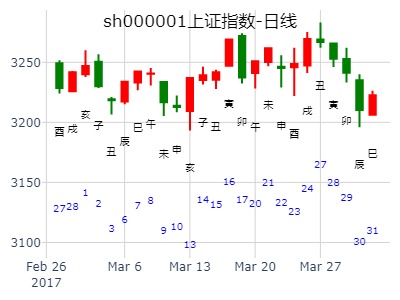 sh000001上证指数-日线
3250
3200
3150
3100
酉 戌 亥 子 丑 辰 巳 午 未 申 亥 子 丑 寅 卯 午 未 申 酉 戌 丑 寅 卯 辰 巳
27 28 1 2 3 6 7 8 9 10 13 14 15 16 17 20 21 22 23 24 27 28 29 30 31
Feb 26 Mar 6 Mar 13 Mar 20 Mar 27
2017